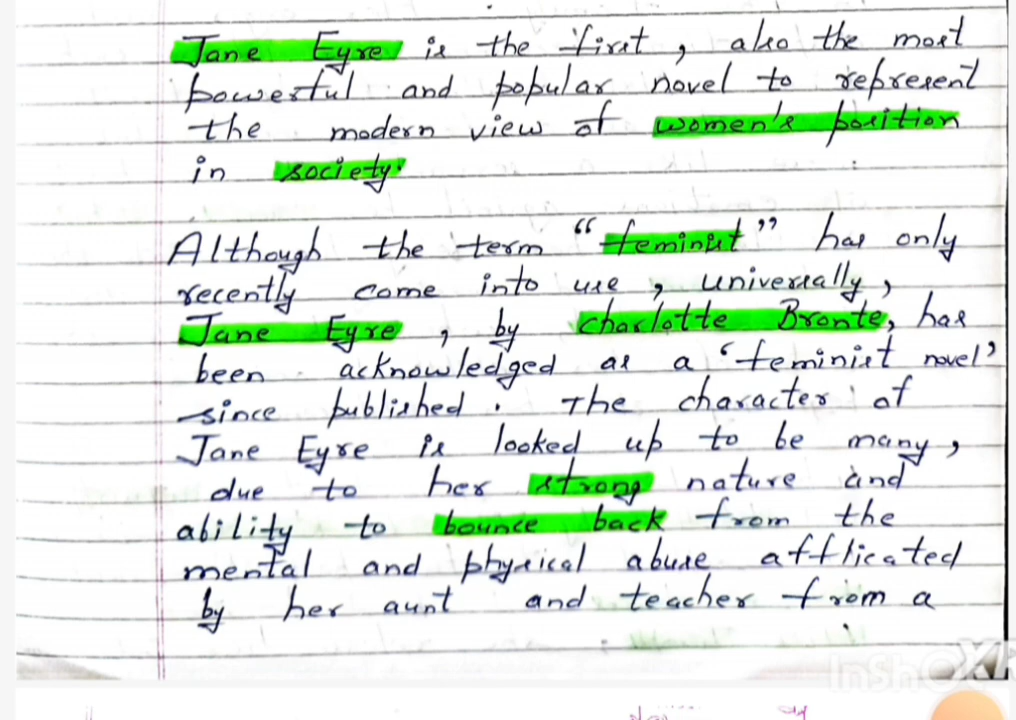 Jane Eyre is the first, also the most
powerful and popular novel to represent
the modern view of women's position
in society.
Although the term "feminist" has only
recently come into use, universally,
Jane Eyre, by charlotte Bronte, has
been acknowledged as a 'feminist novel'
since published. The character of
Jane Eyre is looked up to be many,
due to her strong nature and
ability to bounce back from the
mental and physical abuse afflicated
by her aunt and teacher from a
InSh